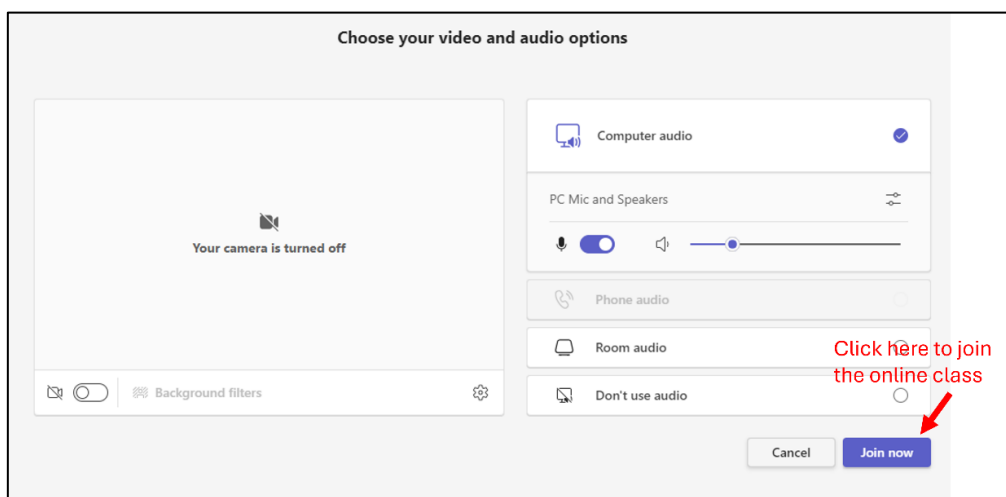 Choose your video and audio options
Your camera is turned off
Background filters
Computer audio
PC Mic and Speakers
Phone audio
Room audio
Don't use audio
Click here to join
the online class
Cancel
Join now